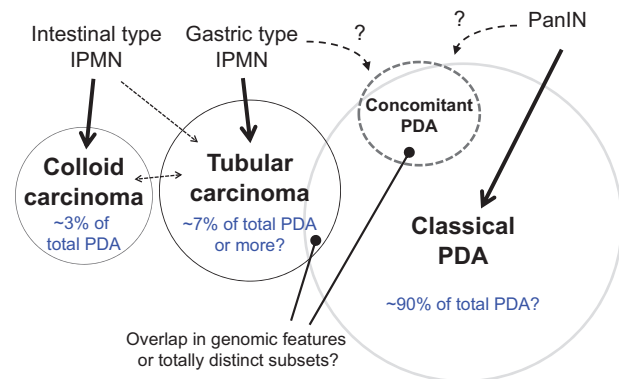 Intestinal type
IPMN
Gastric type
IPMN
?
?
PanIN
Concomitant
PDA
Colloid
carcinoma
~3% of
total PDA
Tubular
carcinoma
~7% of total PDA
or more?
Classical
PDA
~90% of total PDA?
Overlap in genomic features
or totally distinct subsets?